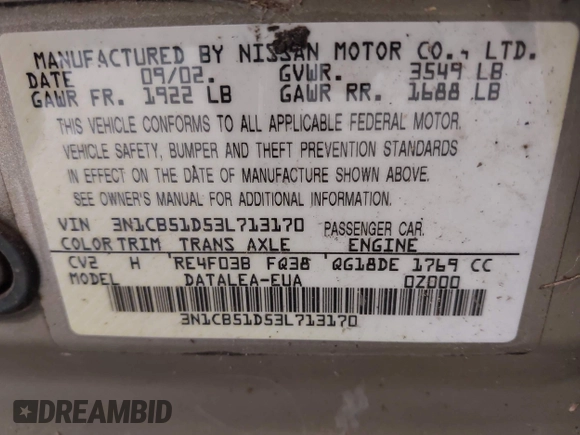 MANUFACTURED BY NISSAN MOTOR CO., LTD.
DATE 09/02. GVWR. 3549 LB
GAWR FR. 1922 LB GAWR RR. 1688 LB
THIS VEHICLE CONFORMS TO ALL APPLICABLE FEDERAL MOTOR.
VEHICLE SAFETY, BUMPER AND THEFT PREVENTION STANDARDS
IN EFFECT ON THE DATE OF MANUFACTURE SHOWN ABOVE.
SEE OWNER'S MANUAL FOR ADDITIONAL INFORMATION.
VIN 3N1CB51D53L713170 PASSENGER CAR.
COLOR TRIM TRANS AXLE ENGINE
CV2 H RE4F03B FQ38 QG18DE 1769 CC
MODEL DATALEA-EUA 0Z000
3N1CB51D53L713170
DREAMBID